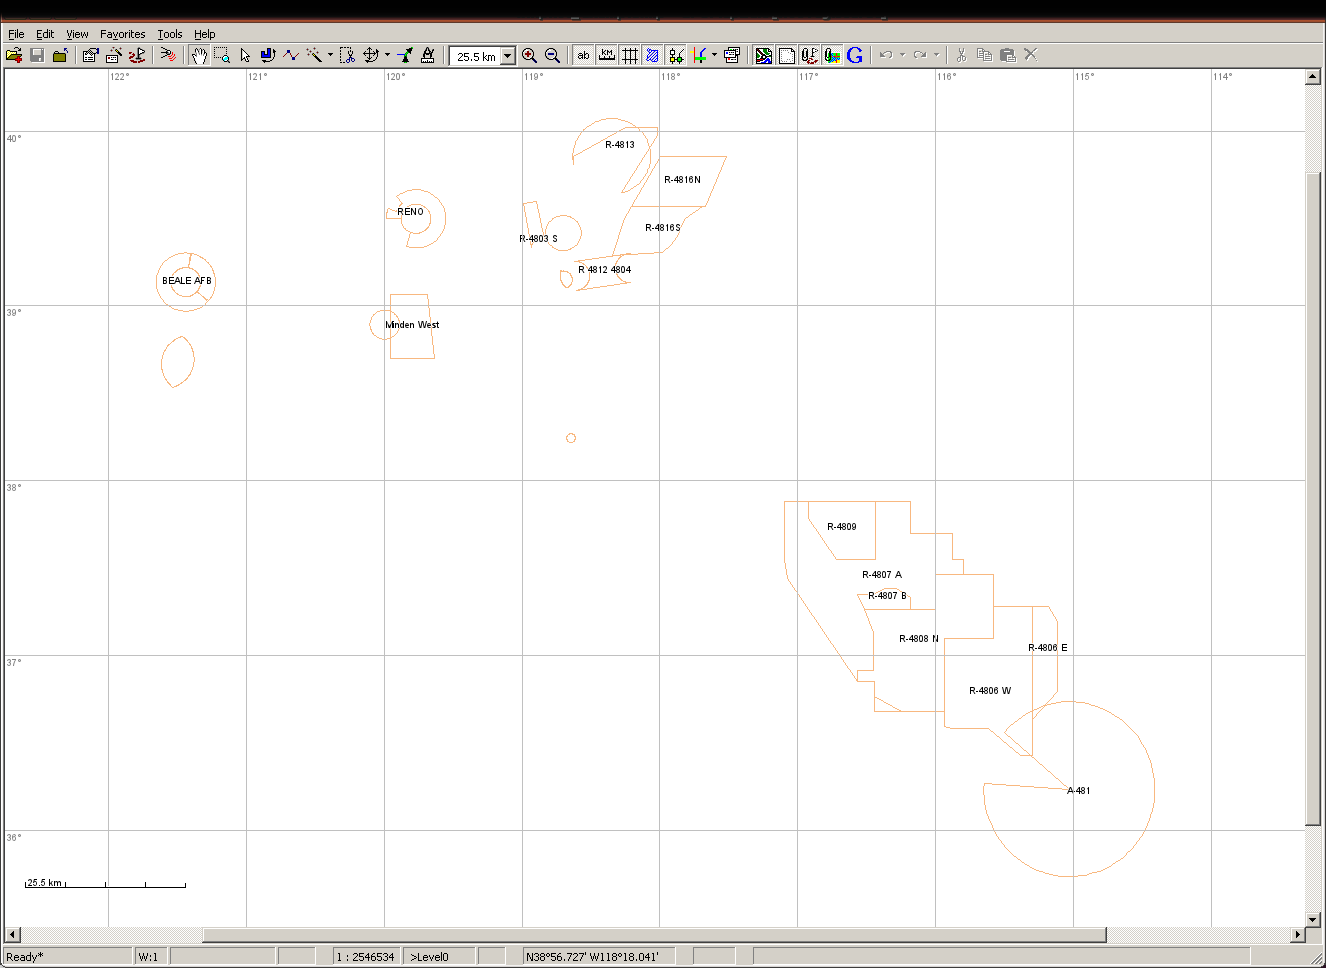 File Edit View Favorites Tools Help
25.5 km ab KM G
122° 121° 120° 119° 118° 117° 116° 115° 114°
40°
R-4813
R-4816N
RENO
R-4816S
R-4803 S
R 4812 4804
BEALE AFB
39°
Minden West
38°
R-4809
R-4807 A
R-4807 B
R-4808 N
R-4806 E
37°
R-4806 W
A-481
36°
25.5 km
Ready* W:1 1 : 2546534 >Level0 N38°56.727' W118°18.041'